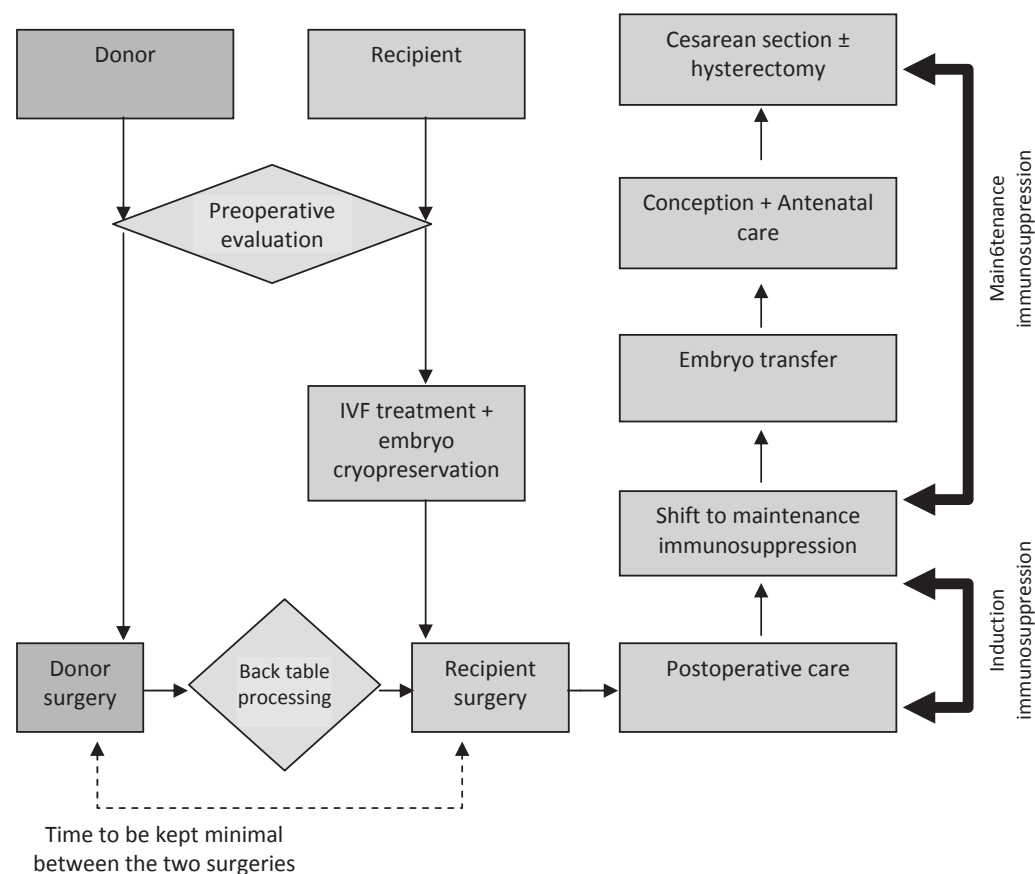 Donor
Recipient
Preoperative
evaluation
IVF treatment +
embryo
cryopreservation
Donor
surgery
Back table
processing
Recipient
surgery
Time to be kept minimal
between the two surgeries
Cesarean section ±
hysterectomy
Conception + Antenatal
care
Embryo transfer
Shift to maintenance
immunosuppression
Postoperative care
Main6tenance
immunosuppression
Induction
immunosuppression